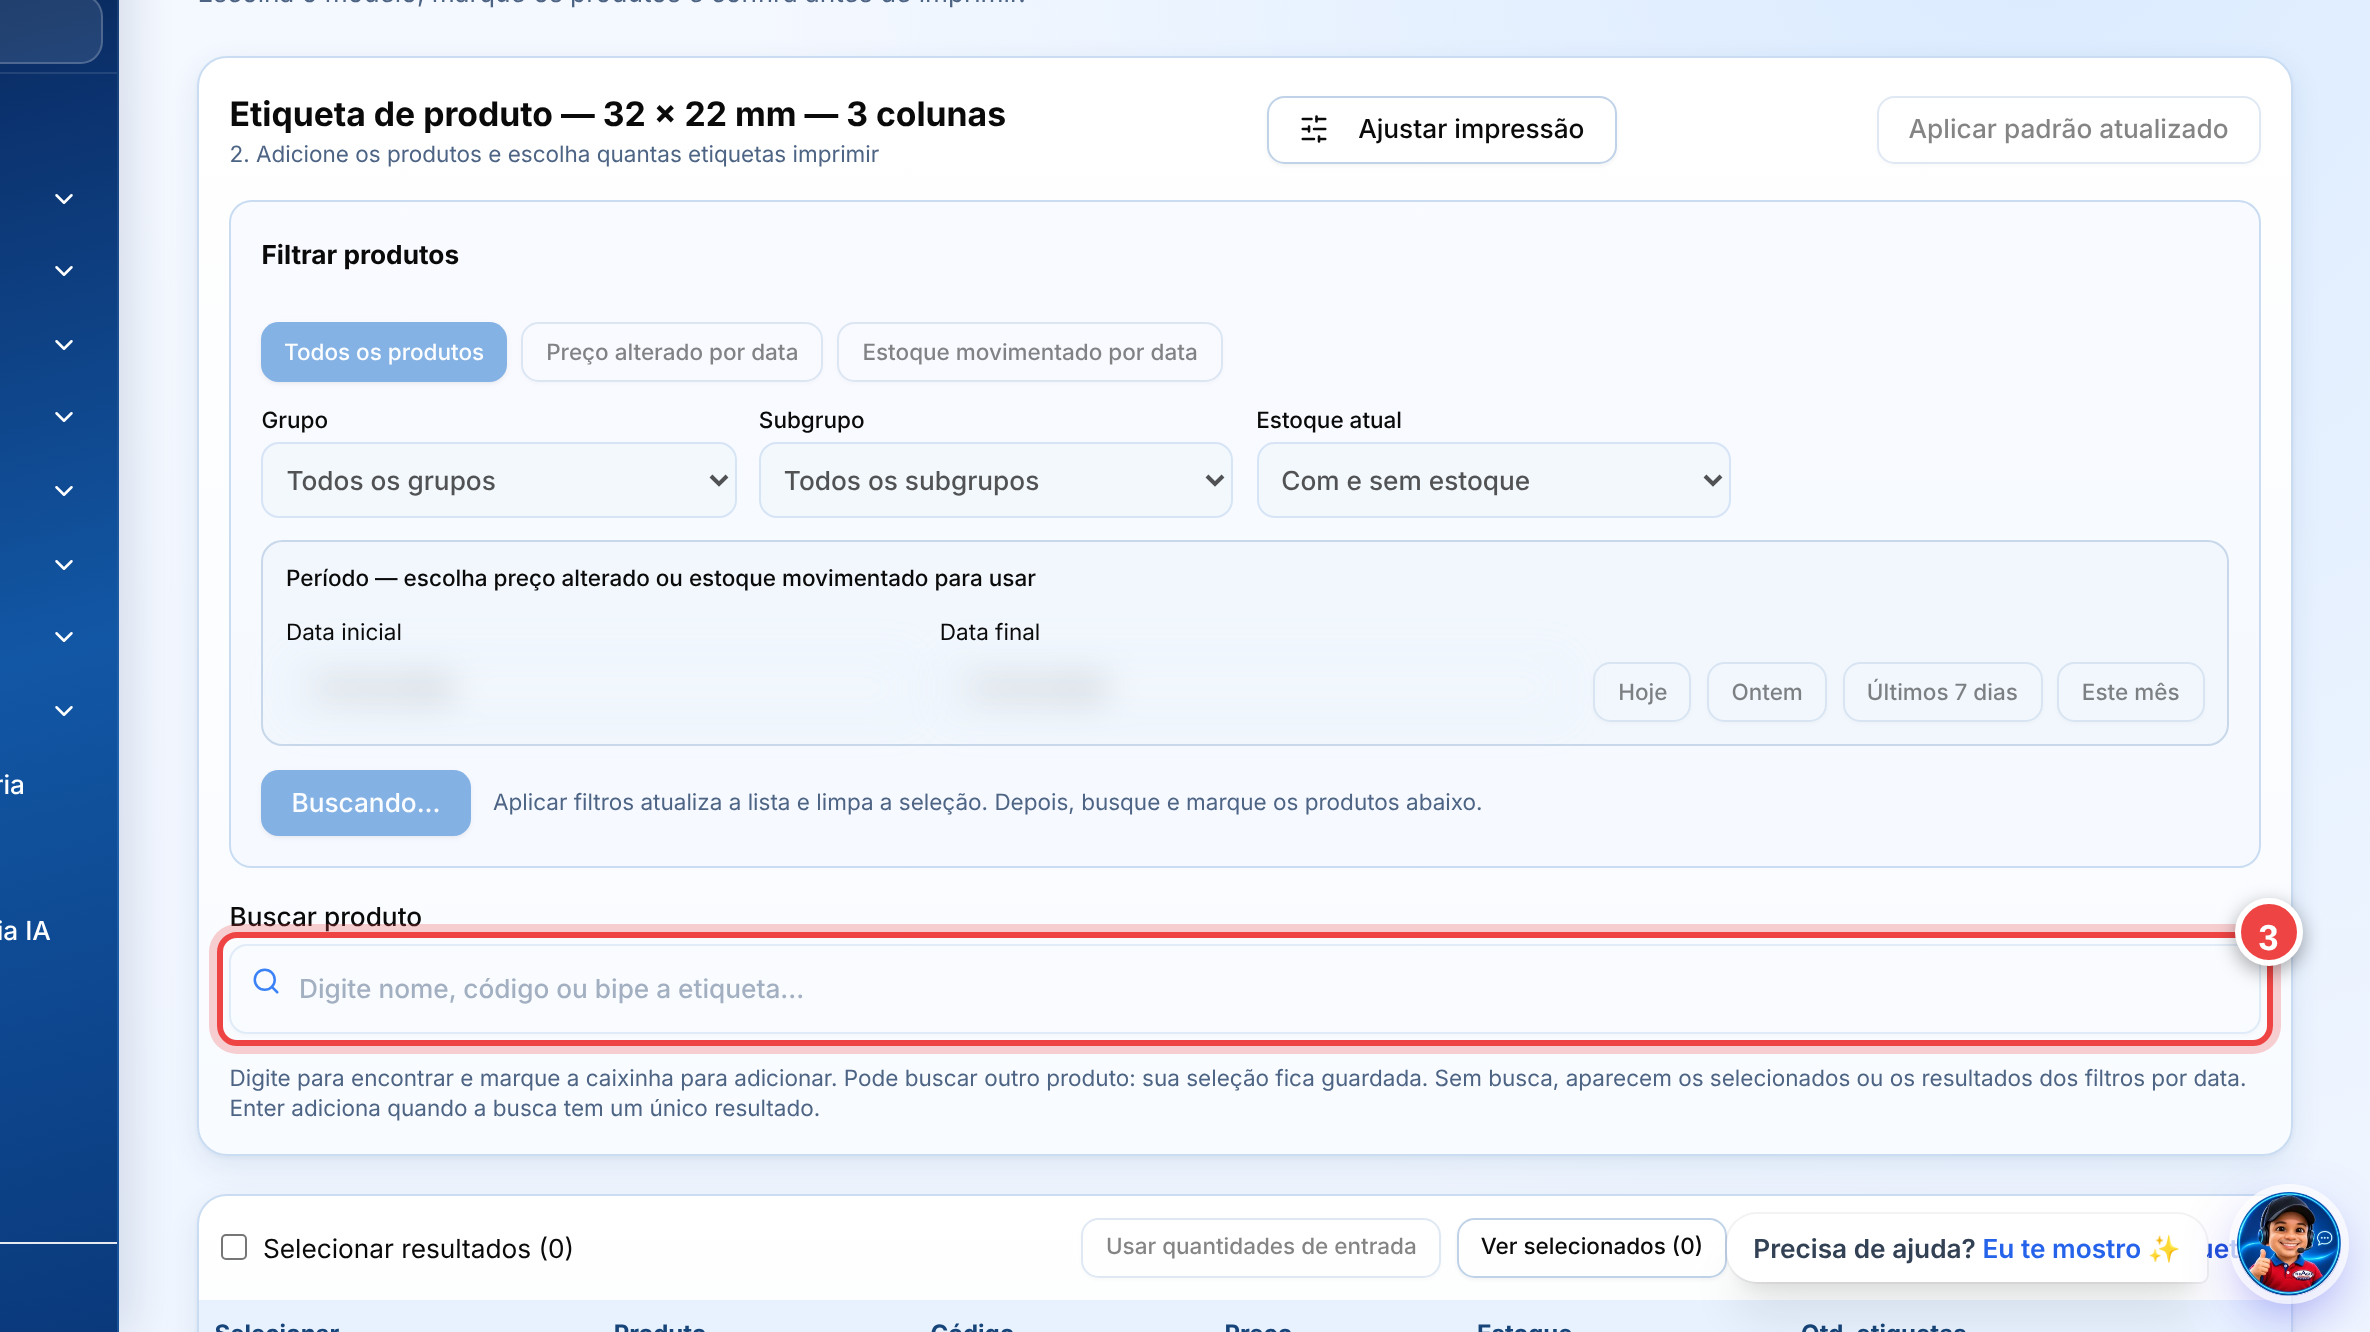 Etiqueta de produto — 32 × 22 mm — 3 colunas
2. Adicione os produtos e escolha quantas etiquetas imprimir
Ajustar impressão
Aplicar padrão atualizado
Filtrar produtos
Todos os produtos
Preço alterado por data
Estoque movimentado por data
Grupo
Subgrupo
Estoque atual
Todos os grupos
Todos os subgrupos
Com e sem estoque
Período — escolha preço alterado ou estoque movimentado para usar
Data inicial
Data final
Hoje
Ontem
Últimos 7 dias
Este mês
Buscando...
Aplicar filtros atualiza a lista e limpa a seleção. Depois, busque e marque os produtos abaixo.
ria
ia IA
Buscar produto
3
Digite nome, código ou bipe a etiqueta...
Digite para encontrar e marque a caixinha para adicionar. Pode buscar outro produto: sua seleção fica guardada. Sem busca, aparecem os selecionados ou os resultados dos filtros por data.
Enter adiciona quando a busca tem um único resultado.
Selecionar resultados (0)
Usar quantidades de entrada
Ver selecionados (0)
Precisa de ajuda? Eu te mostro ✨
Selecionar
Produto
Código
Preço
Estoque
Qtd. etiquetas